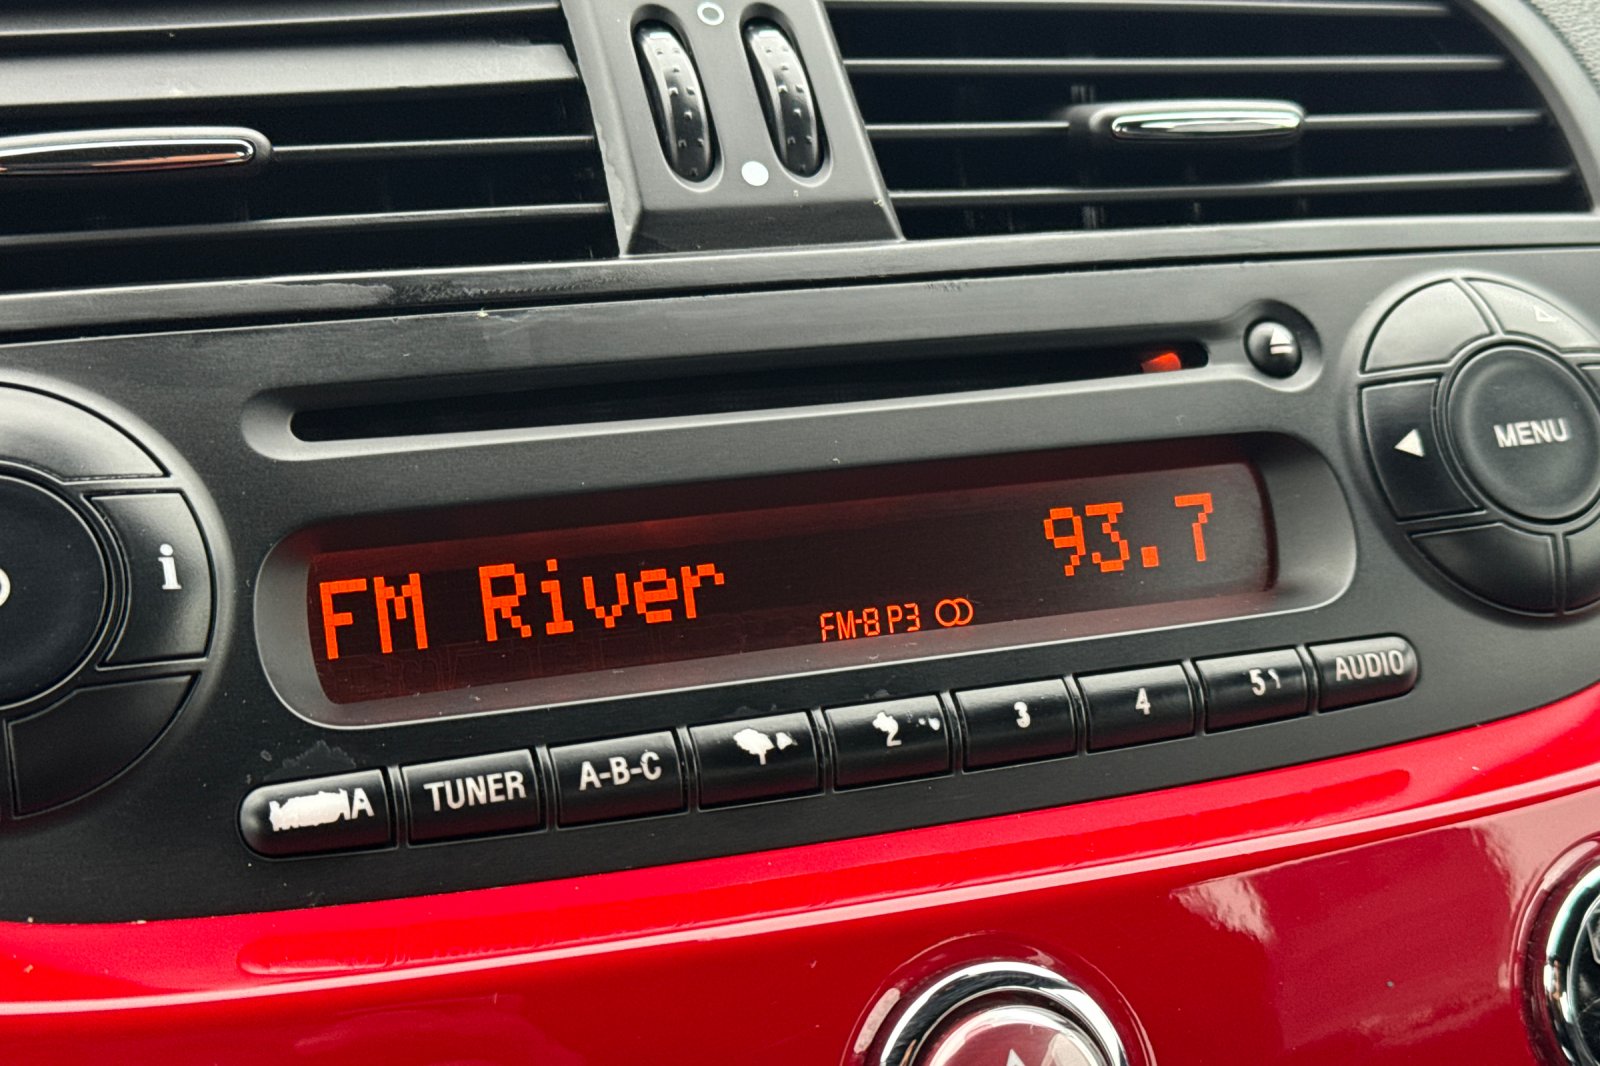 MENU
i
FM River 93.7
FM-8 P3
TUNER A-B-C 2 3 4 5 AUDIO